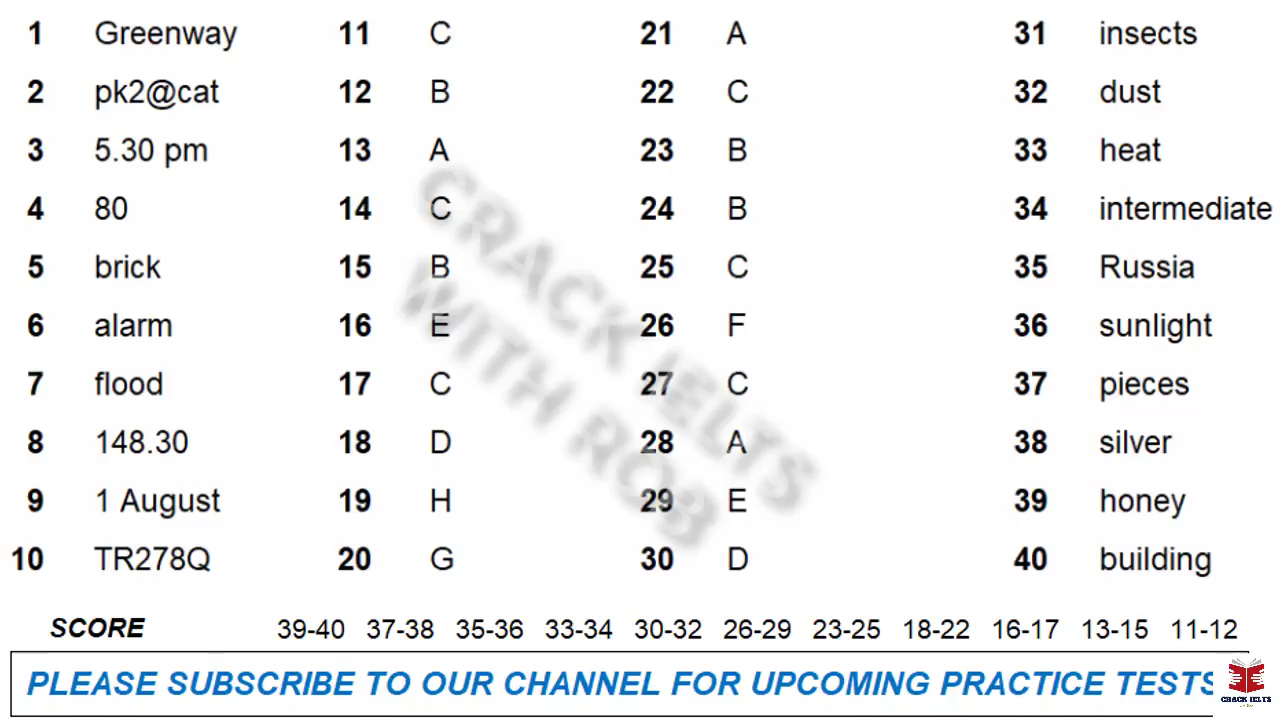 1 Greenway 11 C 21 A 31 insects
2 pk2@cat 12 B 22 C 32 dust
3 5.30 pm 13 A 23 B 33 heat
4 80 14 C 24 B 34 intermediate
5 brick 15 B 25 C 35 Russia
6 alarm 16 E 26 F 36 sunlight
7 flood 17 C 27 C 37 pieces
8 148.30 18 D 28 A 38 silver
9 1 August 19 H 29 E 39 honey
10 TR278Q 20 G 30 D 40 building
CRACK IELTS
WITH ROB
SCORE 39-40 37-38 35-36 33-34 30-32 26-29 23-25 18-22 16-17 13-15 11-12
PLEASE SUBSCRIBE TO OUR CHANNEL FOR UPCOMING PRACTICE TESTS
CRACK IELTS